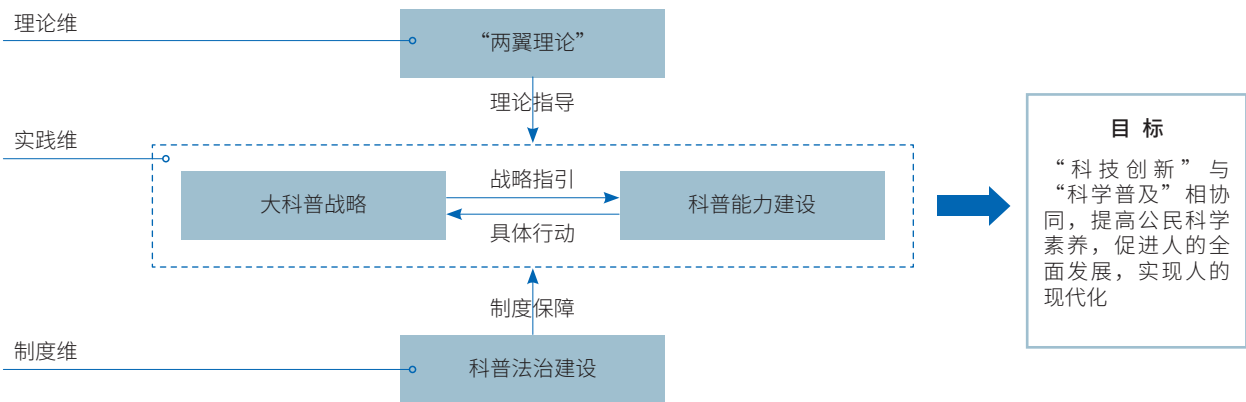 理论维
“两翼理论”
理论指导
实践维
大科普战略
战略指引
具体行动
科普能力建设
制度保障
制度维
科普法治建设
目 标
“科技创新”与
“科学普及”相协
同，提高公民科学
素养，促进人的全
面发展，实现人的
现代化